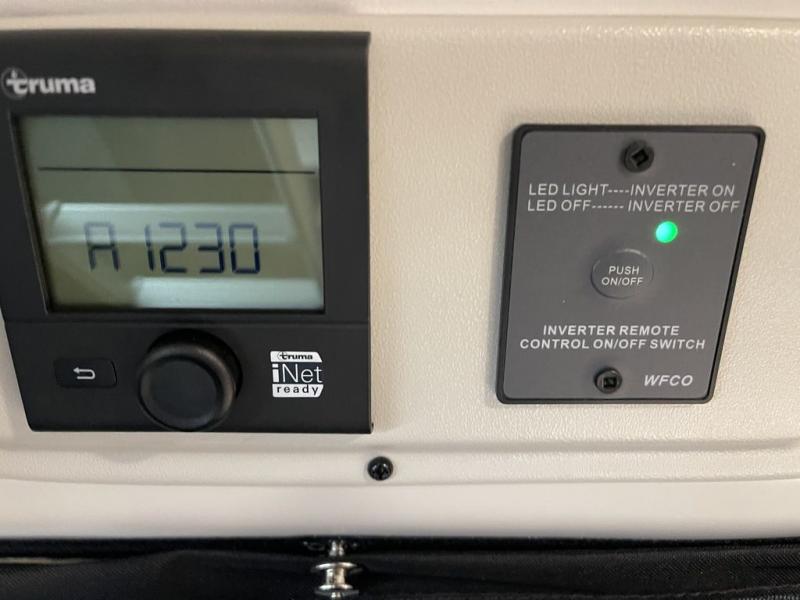 truma
A 1230
truma
iNet
ready
LED LIGHT----INVERTER ON
LED OFF------ INVERTER OFF
PUSH
ON/OFF
INVERTER REMOTE
CONTROL ON/OFF SWITCH
WFCO